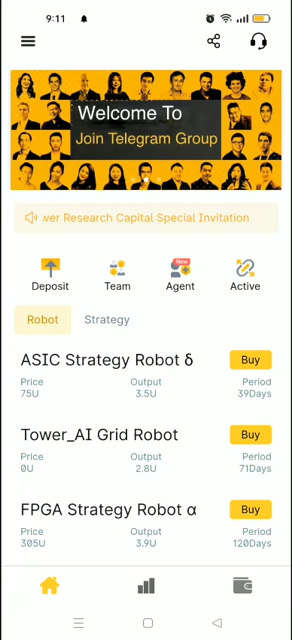 9:11
Welcome To
Join Telegram Group
wer Research Capital Special Invitation
Deposit
Team
New
Agent
Active
Robot
Strategy
ASIC Strategy Robot δ
Buy
Price
Output
Period
75U
3.5U
39Days
Tower_AI Grid Robot
Buy
Price
Output
Period
0U
2.8U
71Days
FPGA Strategy Robot α
Buy
Price
Output
Period
305U
3.9U
120Days